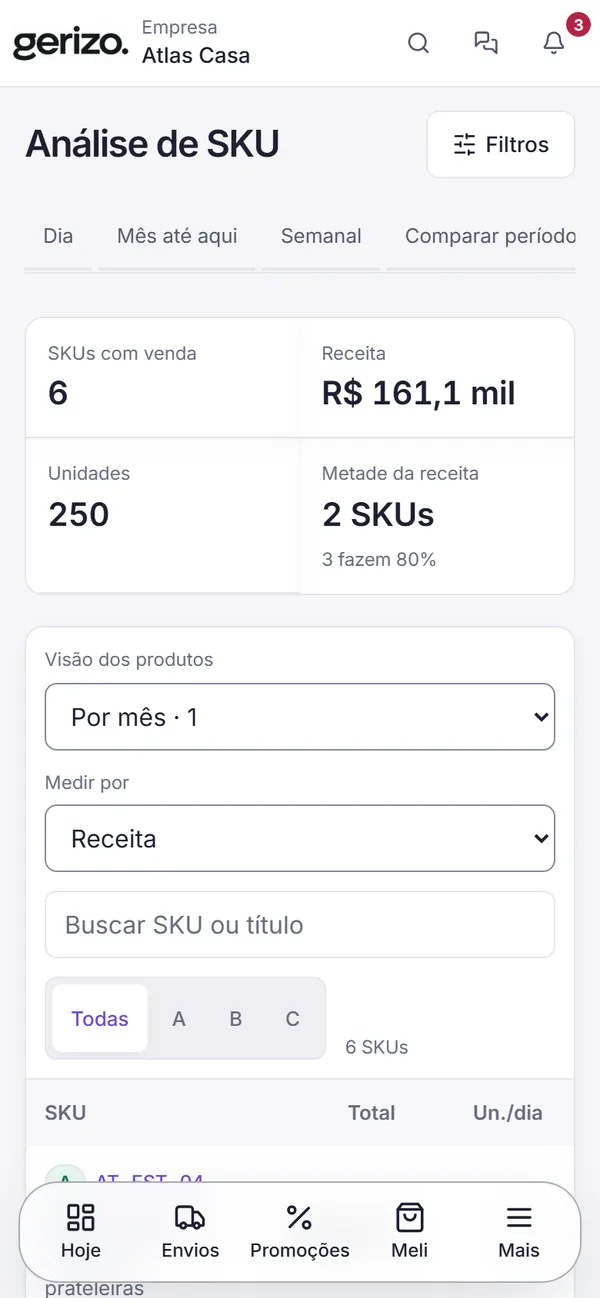 gerizo.
Empresa
Atlas Casa
3
Análise de SKU
Filtros
Dia
Mês até aqui
Semanal
Comparar período
SKUs com venda
6
Receita
R$ 161,1 mil
Unidades
250
Metade da receita
2 SKUs
3 fazem 80%
Visão dos produtos
Por mês · 1
Medir por
Receita
Buscar SKU ou título
Todas
A
B
C
6 SKUs
SKU
Total
Un./dia
A
AT-EST-04
Hoje
Envios
Promoções
Meli
Mais
prateleiras